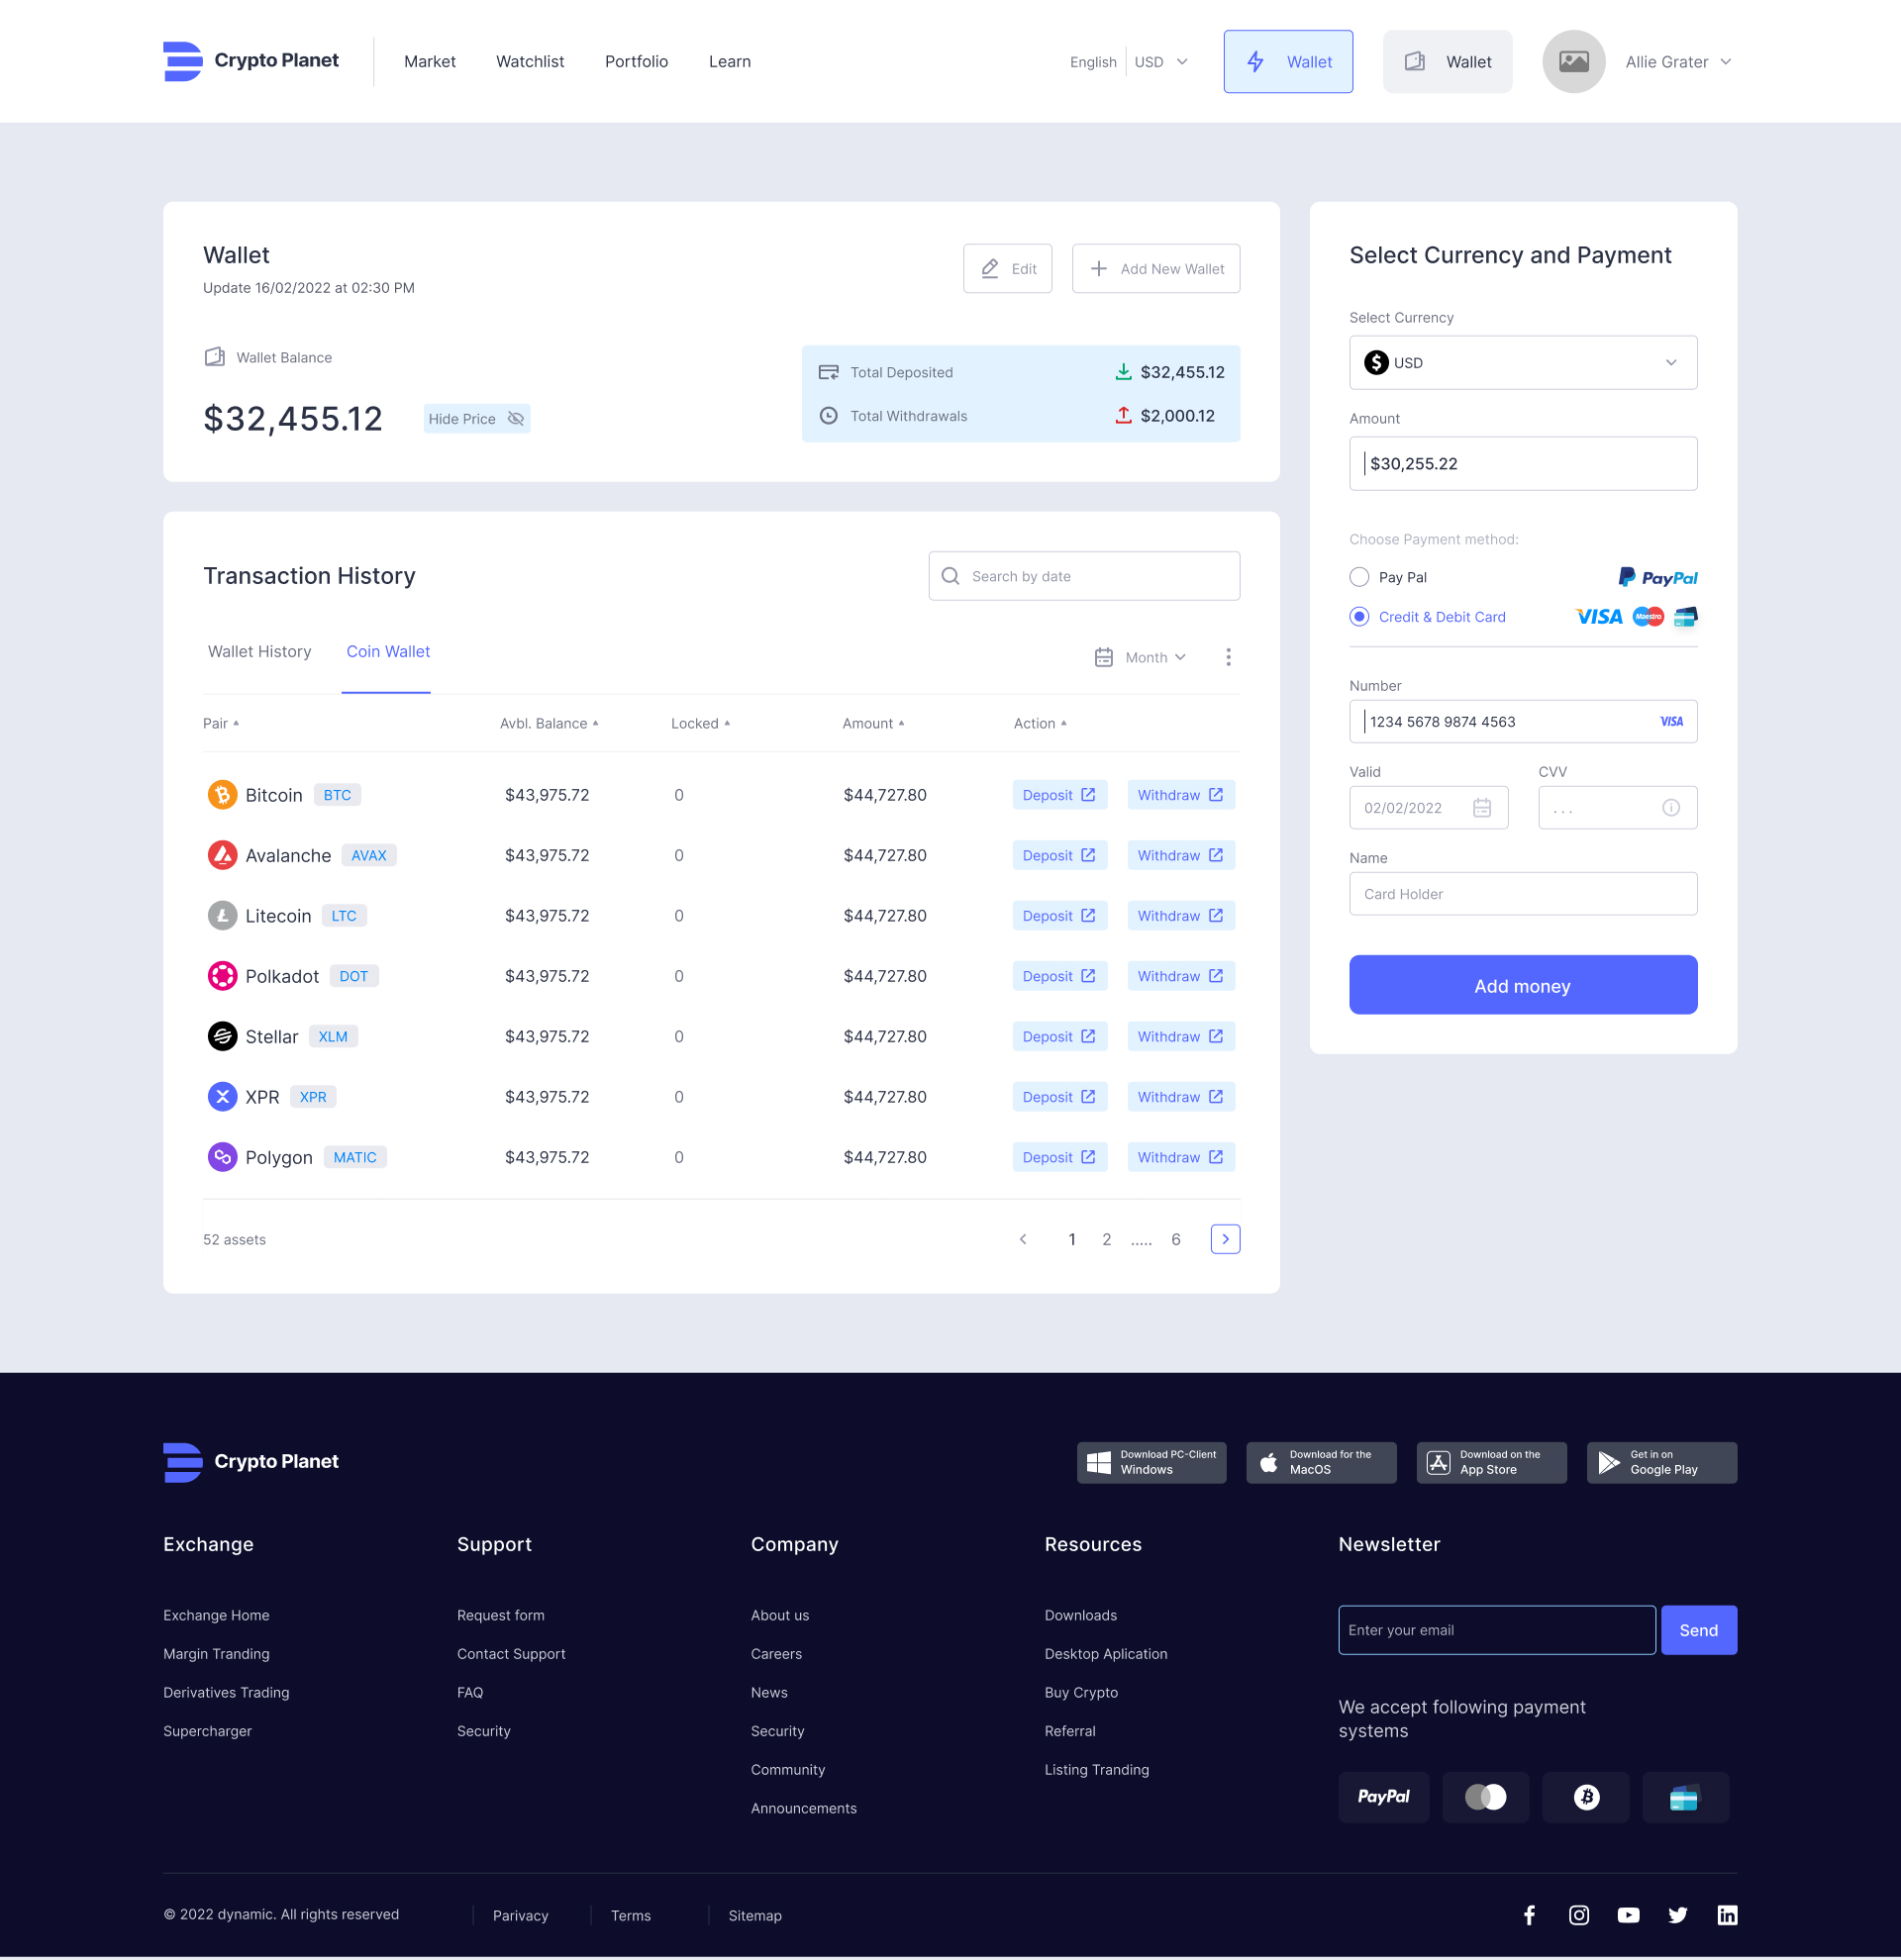 Crypto Planet
Market Watchlist Portfolio Learn
English USD
Wallet
Wallet
Allie Grater
Wallet
Update 16/02/2022 at 02:30 PM
Edit
Add New Wallet
Wallet Balance
$32,455.12
Hide Price
Total Deposited $32,455.12
Total Withdrawals $2,000.12
Transaction History
Search by date
Wallet History Coin Wallet
Month
Pair Avbl. Balance Locked Amount Action
Bitcoin BTC $43,975.72 0 $44,727.80 Deposit Withdraw
Avalanche AVAX $43,975.72 0 $44,727.80 Deposit Withdraw
Litecoin LTC $43,975.72 0 $44,727.80 Deposit Withdraw
Polkadot DOT $43,975.72 0 $44,727.80 Deposit Withdraw
Stellar XLM $43,975.72 0 $44,727.80 Deposit Withdraw
XPR XPR $43,975.72 0 $44,727.80 Deposit Withdraw
Polygon MATIC $43,975.72 0 $44,727.80 Deposit Withdraw
52 assets
1 2 ..... 6
Select Currency and Payment
Select Currency
USD
Amount
$30,255.22
Choose Payment method:
Pay Pal PayPal
Credit & Debit Card VISA Maestro
Number
1234 5678 9874 4563 VISA
Valid CVV
02/02/2022 . . .
Name
Card Holder
Add money
Crypto Planet
Download PC-Client
Windows
Download for the
MacOS
Download on the
App Store
Get in on
Google Play
Exchange
Exchange Home
Margin Tranding
Derivatives Trading
Supercharger
Support
Request form
Contact Support
FAQ
Security
Company
About us
Careers
News
Security
Community
Announcements
Resources
Downloads
Desktop Aplication
Buy Crypto
Referral
Listing Tranding
Newsletter
Enter your email Send
We accept following payment
systems
PayPal
© 2022 dynamic. All rights reserved Parivacy Terms Sitemap